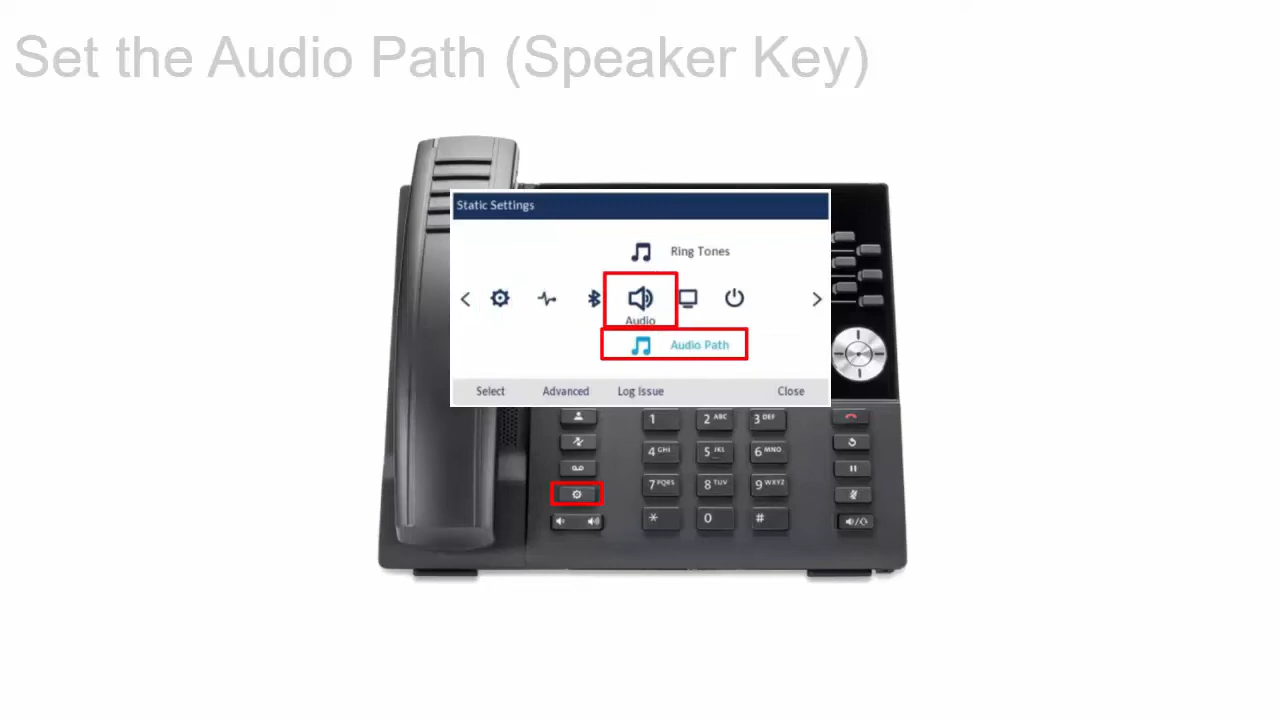 Set the Audio Path (Speaker Key)
Static Settings
Ring Tones
Audio
Audio Path
Select Advanced Log issue Close
1 2 ABC 3 DEF
4 GHI 5 JKL 6 MNO
7 PQRS 8 TUV 9 WXYZ
* 0 #